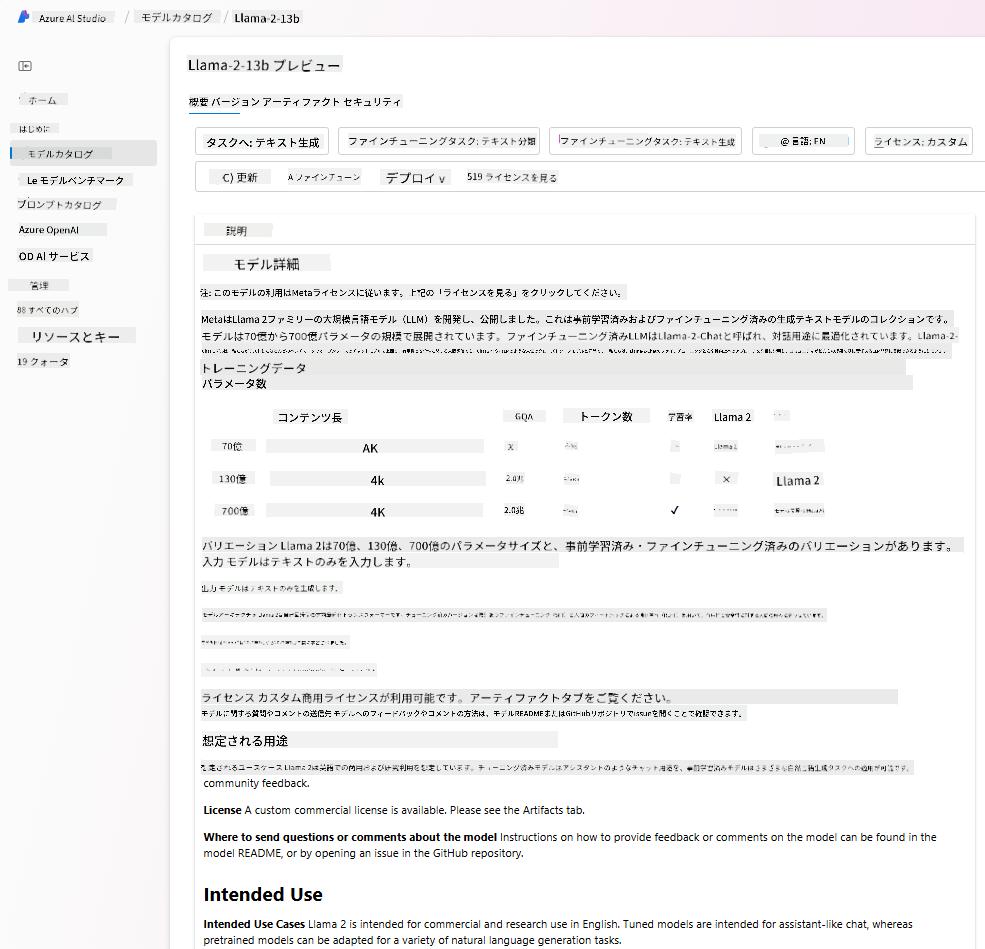 Azure AI Studio / モデルカタログ / Llama-2-13b
Llama-2-13b プレビュー
ホーム
概要 バージョン アーティファクト セキュリティ
はじめに
タスクへ: テキスト生成 ファインチューニングタスク: テキスト分類 ファインチューニングタスク: テキスト生成 @ 言語: EN ライセンス: カスタム
モデルカタログ
Le モデルベンチマーク
C) 更新 A ファインチューン デプロイ ∨ 519 ライセンスを見る
プロンプトカタログ
Azure OpenAI
説明
OD Al サービス
モデル詳細
管理
注: このモデルの利用はMetaライセンスに従います。上記の「ライセンスを見る」をクリックしてください。
88 すべてのハブ
MetaはLlama 2ファミリーの大規模言語モデル（LLM）を開発し、公開しました。これは事前学習済みおよびファインチューニング済みの生成テキストモデルのコレクションです。
リソースとキー
モデルは70億から700億パラメータの規模で展開されています。ファインチューニング済みLLMはLlama-2-Chatと呼ばれ、対話用途に最適化されています。Llama-2-
19 クォータ
トレーニングデータ
パラメータ数
コンテンツ長 GQA トークン数 学習率 Llama 2
70億 AK X Llama 2
130億 4k 2.0兆 × Llama 2
700億 4K 2.0兆 ✓
バリエーション Llama 2は70億、130億、700億のパラメータサイズと、事前学習済み・ファインチューニング済みのバリエーションがあります。
入力 モデルはテキストのみを入力します。
出力 モデルはテキストのみを生成します。
ライセンス カスタム商用ライセンスが利用可能です。アーティファクトタブをご覧ください。
モデルに関する質問やコメントの送信先 モデルへのフィードバックやコメントの方法は、モデルREADMEまたはGitHubリポジトリでissueを開くことで確認できます。
想定される用途
想定されるユースケース Llama 2は英語での商用および研究利用を想定しています。チューニング済みモデルはアシスタントのようなチャット用途を、事前学習済みモデルはさまざまな自然言語生成タスクへの適用が可能です。
community feedback.
License A custom commercial license is available. Please see the Artifacts tab.
Where to send questions or comments about the model Instructions on how to provide feedback or comments on the model can be found in the
model README, or by opening an issue in the GitHub repository.
Intended Use
Intended Use Cases Llama 2 is intended for commercial and research use in English. Tuned models are intended for assistant-like chat, whereas
pretrained models can be adapted for a variety of natural language generation tasks.